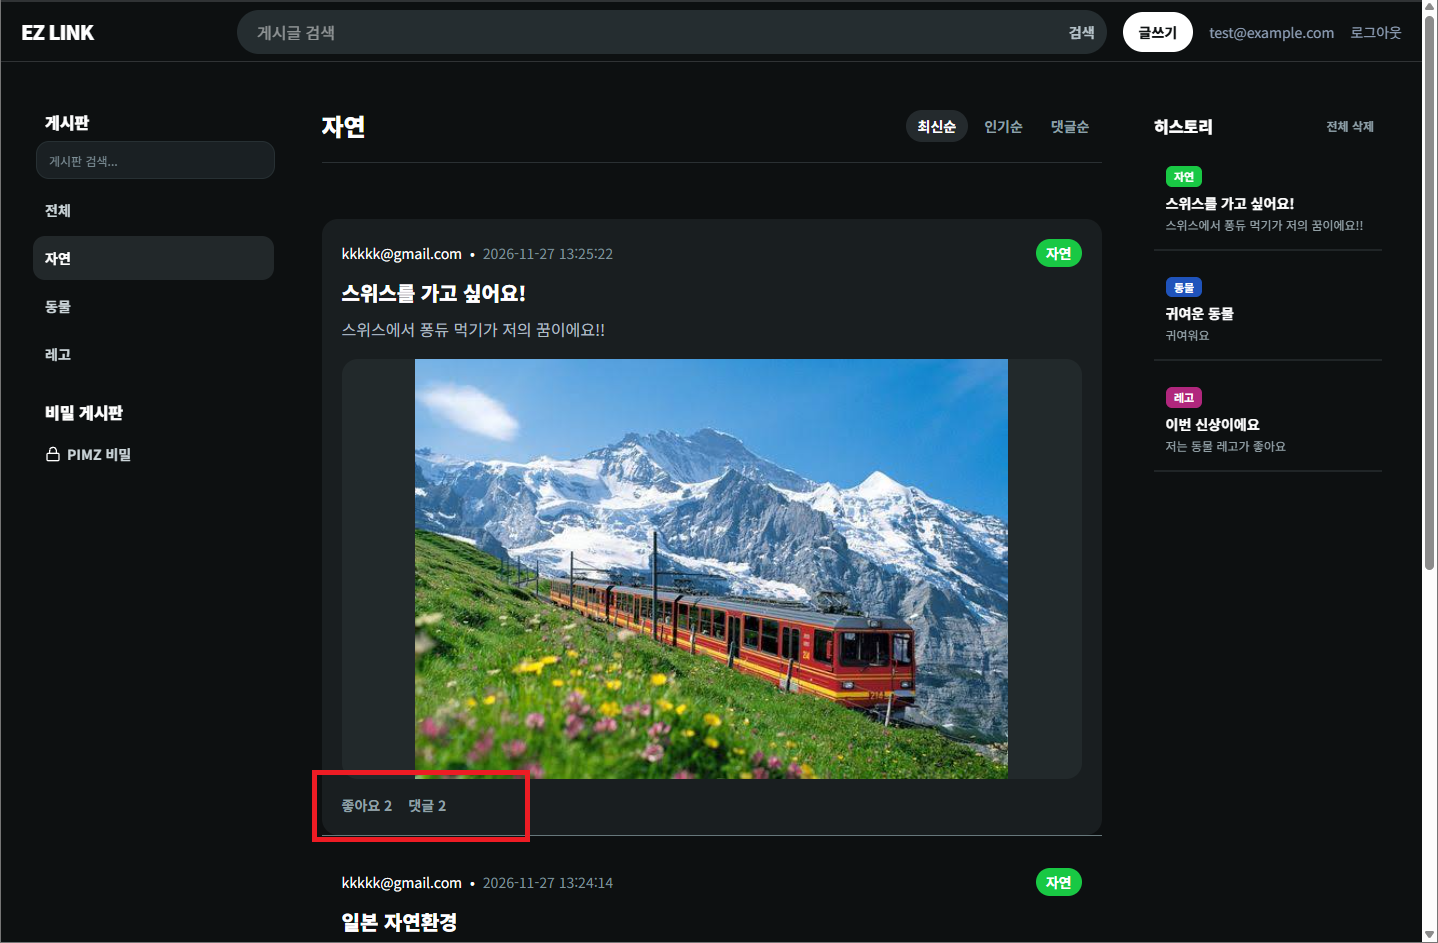 EZ LINK
게시글 검색
검색
글쓰기
test@example.com
로그아웃
게시판
게시판 검색...
전체
자연
동물
레고
비밀 게시판
PIMZ 비밀
자연
최신순
인기순
댓글순
kkkkk@gmail.com • 2026-11-27 13:25:22
자연
스위스를 가고 싶어요!
스위스에서 퐁듀 먹기가 저의 꿈이에요!!
좋아요 2 댓글 2
kkkkk@gmail.com • 2026-11-27 13:24:14
자연
일본 자연환경
히스토리
전체 삭제
자연
스위스를 가고 싶어요!
스위스에서 퐁듀 먹기가 저의 꿈이에요!!
동물
귀여운 동물
귀여워요
레고
이번 신상이에요
저는 동물 레고가 좋아요